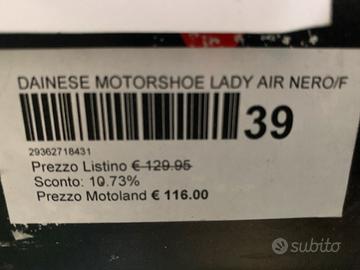 DAINESE MOTORSHOE LADY AIR NERO/F
39
29362718431
Prezzo Listino € 129.95
Sconto: 10.73%
Prezzo Motoland € 116.00
subito